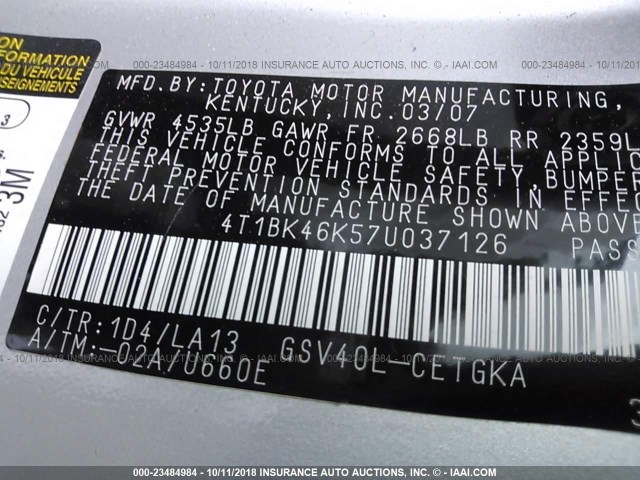 000-23484984 - 10/11/2018 - INSURANCE AUTO AUCTIONS, INC. - IAAI.COM
FORMATION
DU VÉHICULE
3M
MFD.BY:TOYOTA MOTOR MANUFACTURING,
KENTUCKY,INC.03/07
GVWR 4535LB GAWR FR 2668LB RR 2359L
THIS VEHICLE CONFORMS TO ALL APPLIC
FEDERAL MOTOR VEHICLE SAFETY,BUMPER
THEFT PREVENTION STANDARDS IN EFFEC
THE DATE OF MANUFACTURE SHOWN ABOVE
4T1BK46K57U037126 PASS
C/TR:1D4/LA13 GSV40L-CETGKA
A/TM:-02A/U660E
000-23484984 - 10/11/2018 - INSURANCE AUTO AUCTIONS, INC. - IAAI.COM